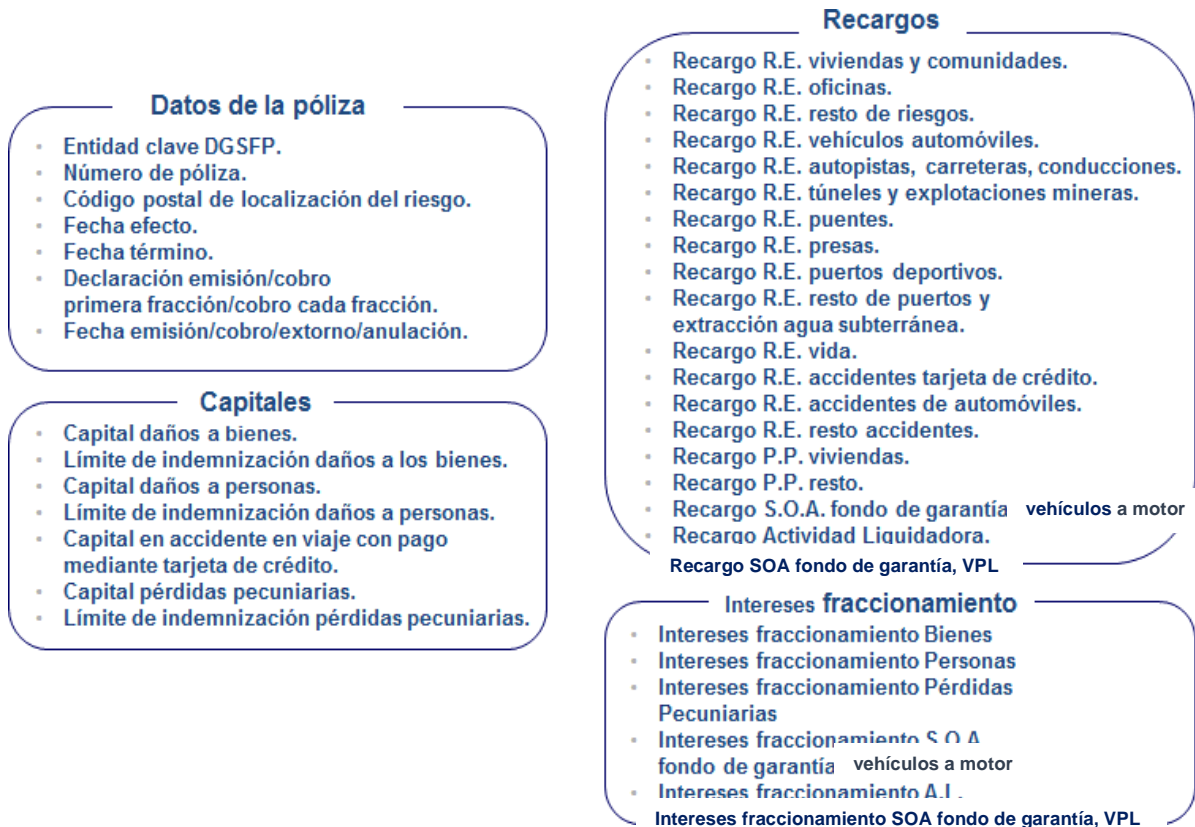 Datos de la póliza
Entidad clave DGSFP.
Número de póliza.
Código postal de localización del riesgo.
Fecha efecto.
Fecha término.
Declaración emisión/cobro
primera fracción/cobro cada fracción.
Fecha emisión/cobro/extorno/anulación.
Capitales
Capital daños a bienes.
Límite de indemnización daños a los bienes.
Capital daños a personas.
Límite de indemnización daños a personas.
Capital en accidente en viaje con pago
mediante tarjeta de crédito.
Capital pérdidas pecuniarias.
Límite de indemnización pérdidas pecuniarias.
Recargos
Recargo R.E. viviendas y comunidades.
Recargo R.E. oficinas.
Recargo R.E. resto de riesgos.
Recargo R.E. vehículos automóviles.
Recargo R.E. autopistas, carreteras, conducciones.
Recargo R.E. túneles y explotaciones mineras.
Recargo R.E. puentes.
Recargo R.E. presas.
Recargo R.E. puertos deportivos.
Recargo R.E. resto de puertos y
extracción agua subterránea.
Recargo R.E. vida.
Recargo R.E. accidentes tarjeta de crédito.
Recargo R.E. accidentes de automóviles.
Recargo R.E. resto accidentes.
Recargo P.P. viviendas.
Recargo P.P. resto.
Recargo S.O.A. fondo de garantía vehículos a motor
Recargo Actividad Liquidadora.
Recargo SOA fondo de garantía, VPL
Intereses fraccionamiento
Intereses fraccionamiento Bienes
Intereses fraccionamiento Personas
Intereses fraccionamiento Pérdidas
Pecuniarias
Intereses fraccionamiento S.O.A.
fondo de garantía vehículos a motor
Intereses fraccionamiento A.L.
Intereses fraccionamiento SOA fondo de garantía, VPL